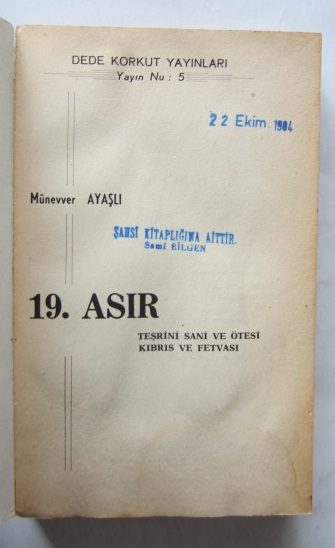 DEDE KORKUT YAYINLARI
Yayın Nu : 5
22 Ekim 1984
Münevver AYAŞLI
ŞAHSİ KİTAPLIĞINA AİTTİR.
Sami BİLGEN
19. ASIR
TEŞRİNİ SANİ VE ÖTESİ
KIBRIS VE FETVASI